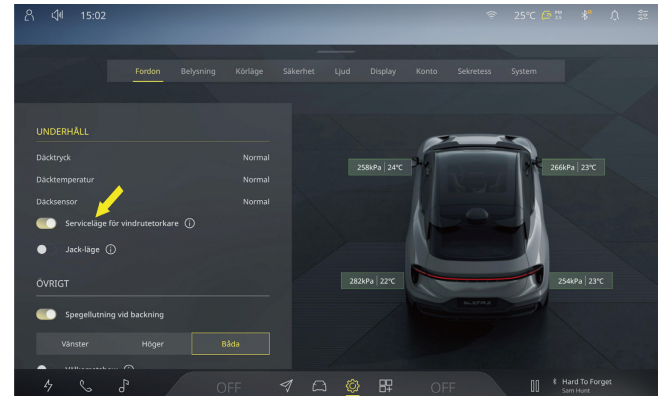 15:02
25°C
Fordon Belysning Körläge Säkerhet Ljud Display Konto Sekretess System
UNDERHÅLL
Däcktryck Normal
Däcktemperatur Normal
Däcksensor Normal
Serviceläge för vindrutetorkare
Jack-läge
258kPa 24°C
266kPa 23°C
282kPa 22°C
254kPa 23°C
ÖVRIGT
Spegellutning vid backning
Vänster Höger Båda
OFF
OFF
Hard To Forget
Sam Hunt